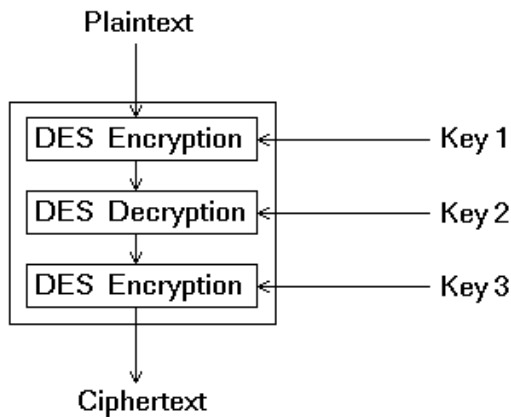 Plaintext
DES Encryption
Key 1
DES Decryption
Key 2
DES Encryption
Key 3
Ciphertext